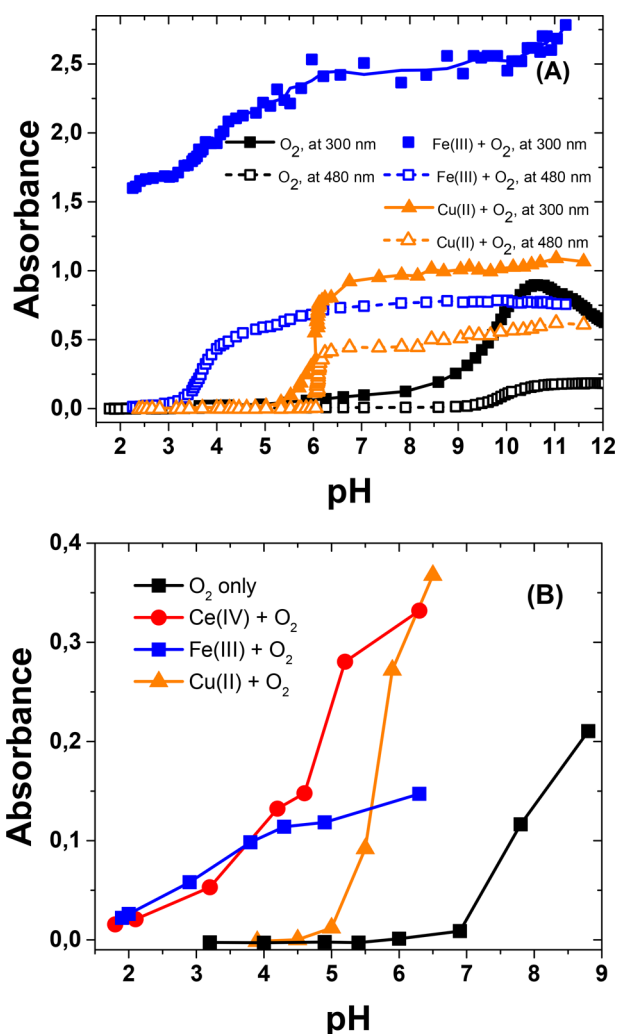 2,5
(A)
2,0
O2, at 300 nm
Fe(III) + O2, at 300 nm
O2, at 480 nm
Fe(III) + O2, at 480 nm
1,5
Cu(II) + O2, at 300 nm
Cu(II) + O2, at 480 nm
1,0
0,5
0,0
Absorbance
2 3 4 5 6 7 8 9 10 11 12
pH
0,4
(B)
O2 only
Ce(IV) + O2
Fe(III) + O2
Cu(II) + O2
0,3
0,2
0,1
0,0
Absorbance
2 3 4 5 6 7 8 9
pH